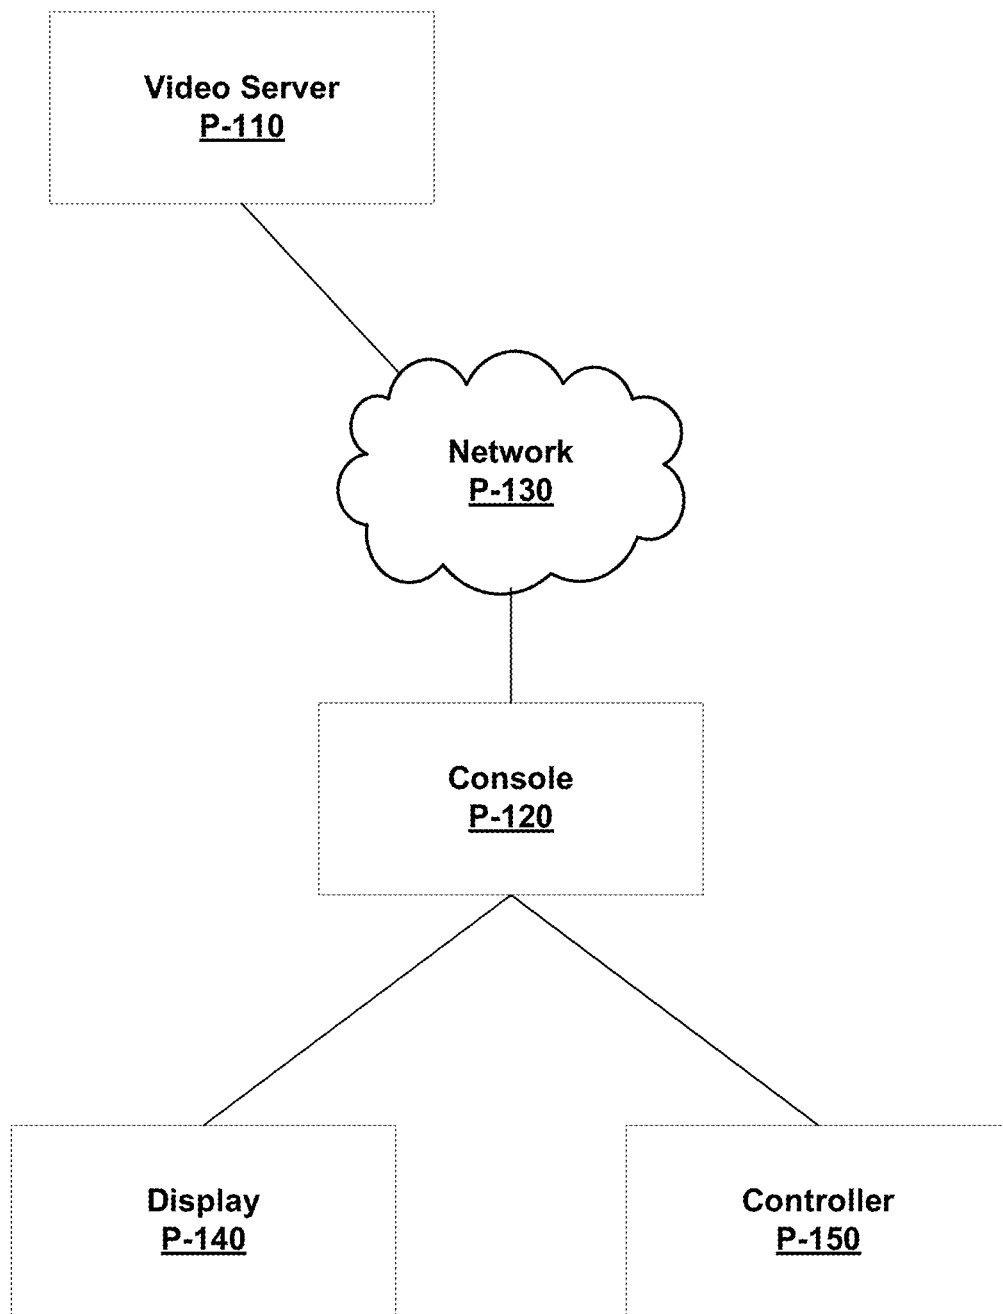 Video Server
P-110
Network
P-130
Console
P-120
Display
P-140
Controller
P-150